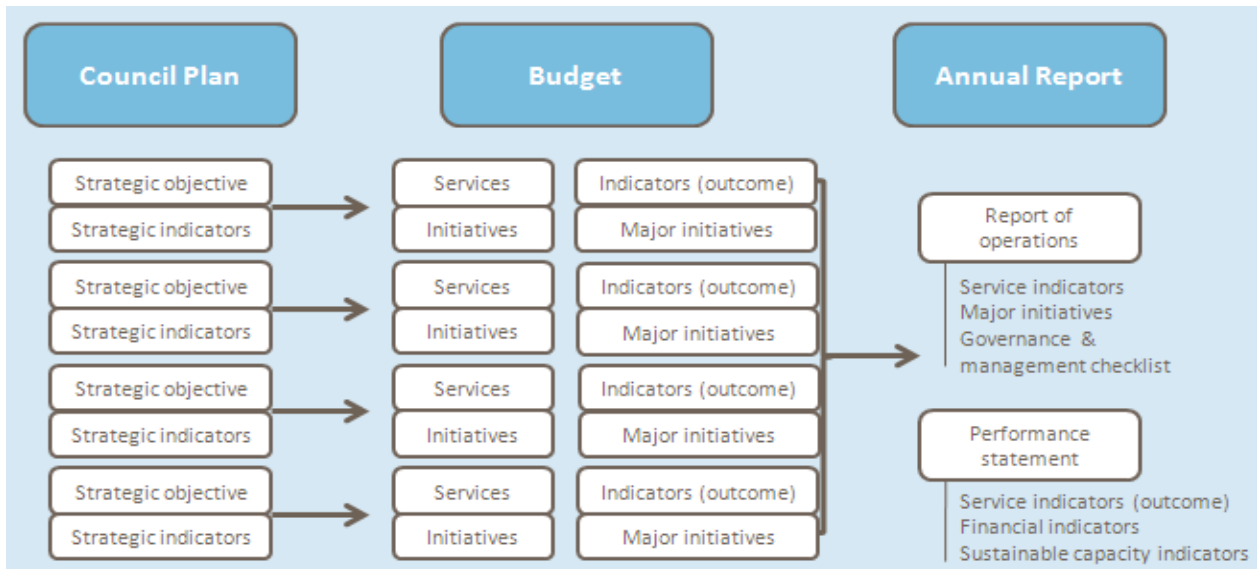 Council Plan
Budget
Annual Report
Strategic objective
Strategic indicators
Strategic objective
Strategic indicators
Strategic objective
Strategic indicators
Strategic objective
Strategic indicators
Services
Initiatives
Services
Initiatives
Services
Initiatives
Services
Initiatives
Indicators (outcome)
Major initiatives
Indicators (outcome)
Major initiatives
Indicators (outcome)
Major initiatives
Indicators (outcome)
Major initiatives
Report of
operations
Service indicators
Major initiatives
Governance &
management checklist
Performance
statement
Service indicators (outcome)
Financial indicators
Sustainable capacity indicators